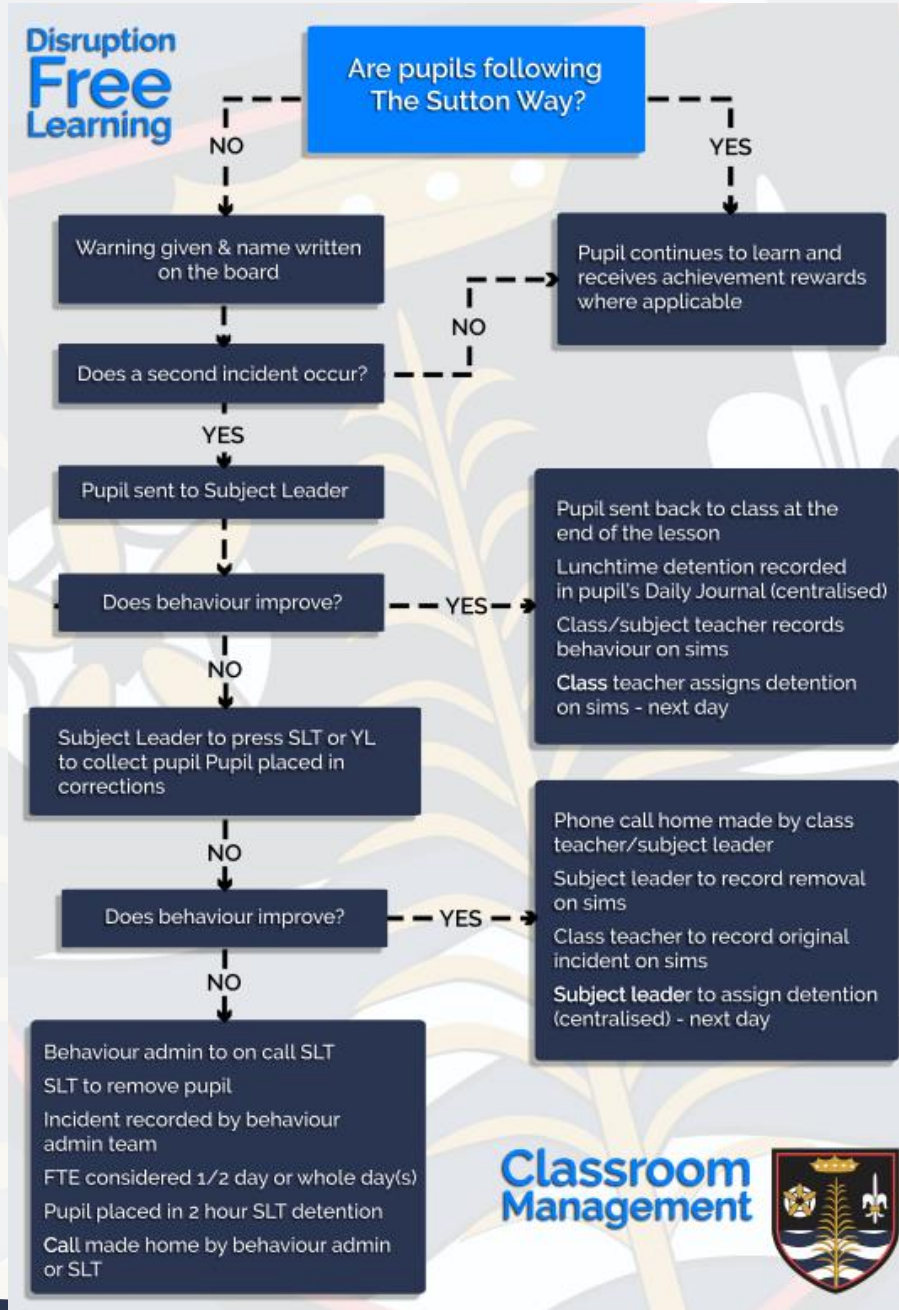 Disruption
Free
Learning
Are pupils following
The Sutton Way?
NO
YES
Warning given & name written
on the board
Pupil continues to learn and
receives achievement rewards
where applicable
NO
Does a second incident occur?
YES
Pupil sent to Subject Leader
Pupil sent back to class at the
end of the lesson
Lunchtime detention recorded
in pupil's Daily Journal (centralised)
Class/subject teacher records
behaviour on sims
Class teacher assigns detention
on sims - next day
Does behaviour improve?
YES
NO
Subject Leader to press SLT or YL
to collect pupil Pupil placed in
corrections
Phone call home made by class
teacher/subject leader
Subject leader to record removal
on sims
Class teacher to record original
incident on sims
Subject leader to assign detention
(centralised) - next day
NO
Does behaviour improve?
YES
NO
Behaviour admin to on call SLT
SLT to remove pupil
Incident recorded by behaviour
admin team
FTE considered 1/2 day or whole day(s)
Pupil placed in 2 hour SLT detention
Call made home by behaviour admin
or SLT
Classroom
Management